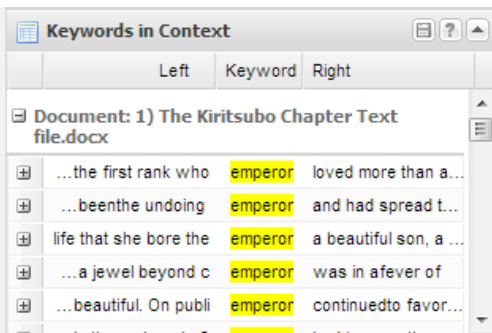 Keywords in Context
Left Keyword Right
Document: 1) The Kiritsubo Chapter Text
file.docx
...the first rank who emperor loved more than a...
...beenthe undoing emperor and had spread t...
life that she bore the emperor a beautiful son, a ...
...a jewel beyond c emperor was in afever of
...beautiful. On publi emperor continuedto favor...